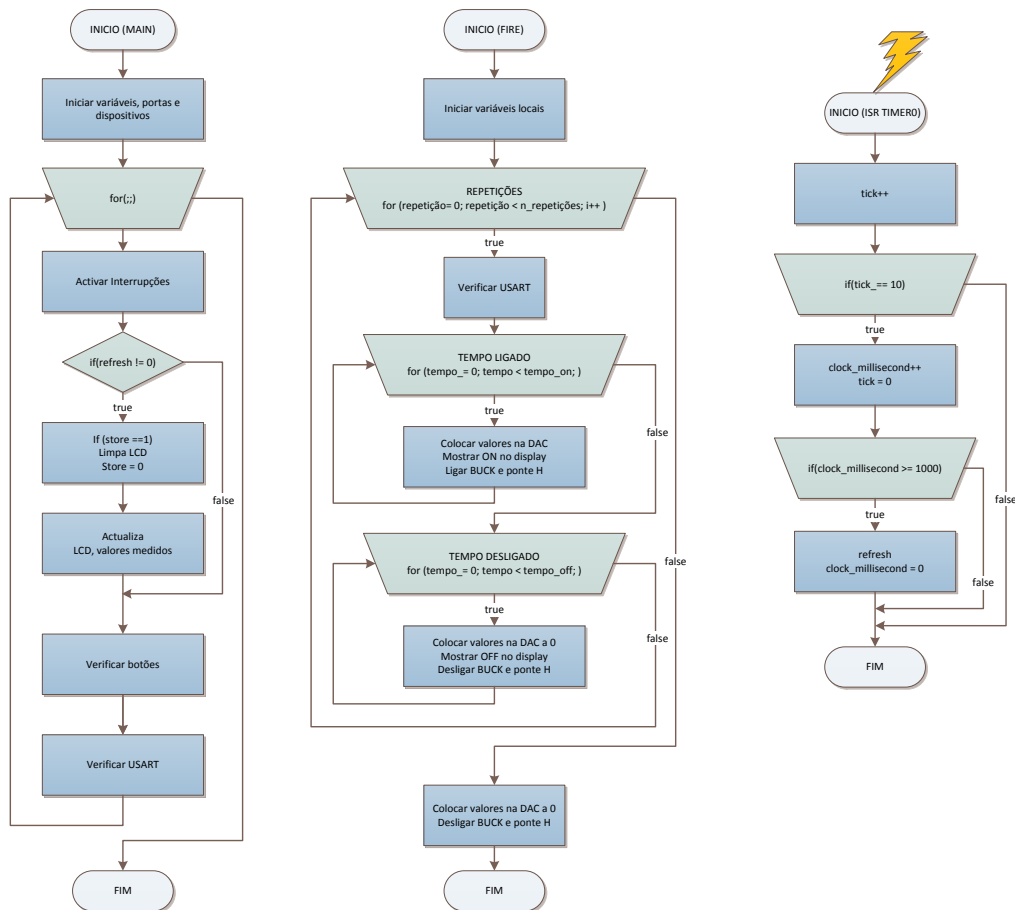 INICIO (MAIN)
Iniciar variáveis, portas e
dispositivos
for(;;)
Activar Interrupções
if(refresh != 0)
true
If (store ==1)
Limpa LCD
Store = 0
false
Actualiza
LCD, valores medidos
Verificar botões
Verificar USART
FIM
INICIO (FIRE)
Iniciar variáveis locais
REPETIÇÕES
for (repetição= 0; repetição < n_repetições; i++ )
true
Verificar USART
TEMPO LIGADO
for (tempo_= 0; tempo < tempo_on; )
true
false
Colocar valores na DAC
Mostrar ON no display
Ligar BUCK e ponte H
TEMPO DESLIGADO
for (tempo_= 0; tempo < tempo_off; )
false
true
false
Colocar valores na DAC a 0
Mostrar OFF no display
Desligar BUCK e ponte H
Colocar valores na DAC a 0
Desligar BUCK e ponte H
FIM
INICIO (ISR TIMER0)
tick++
if(tick_== 10)
true
clock_millisecond++
tick = 0
if(clock_millisecond >= 1000)
false
true
refresh
clock_millisecond = 0
false
FIM